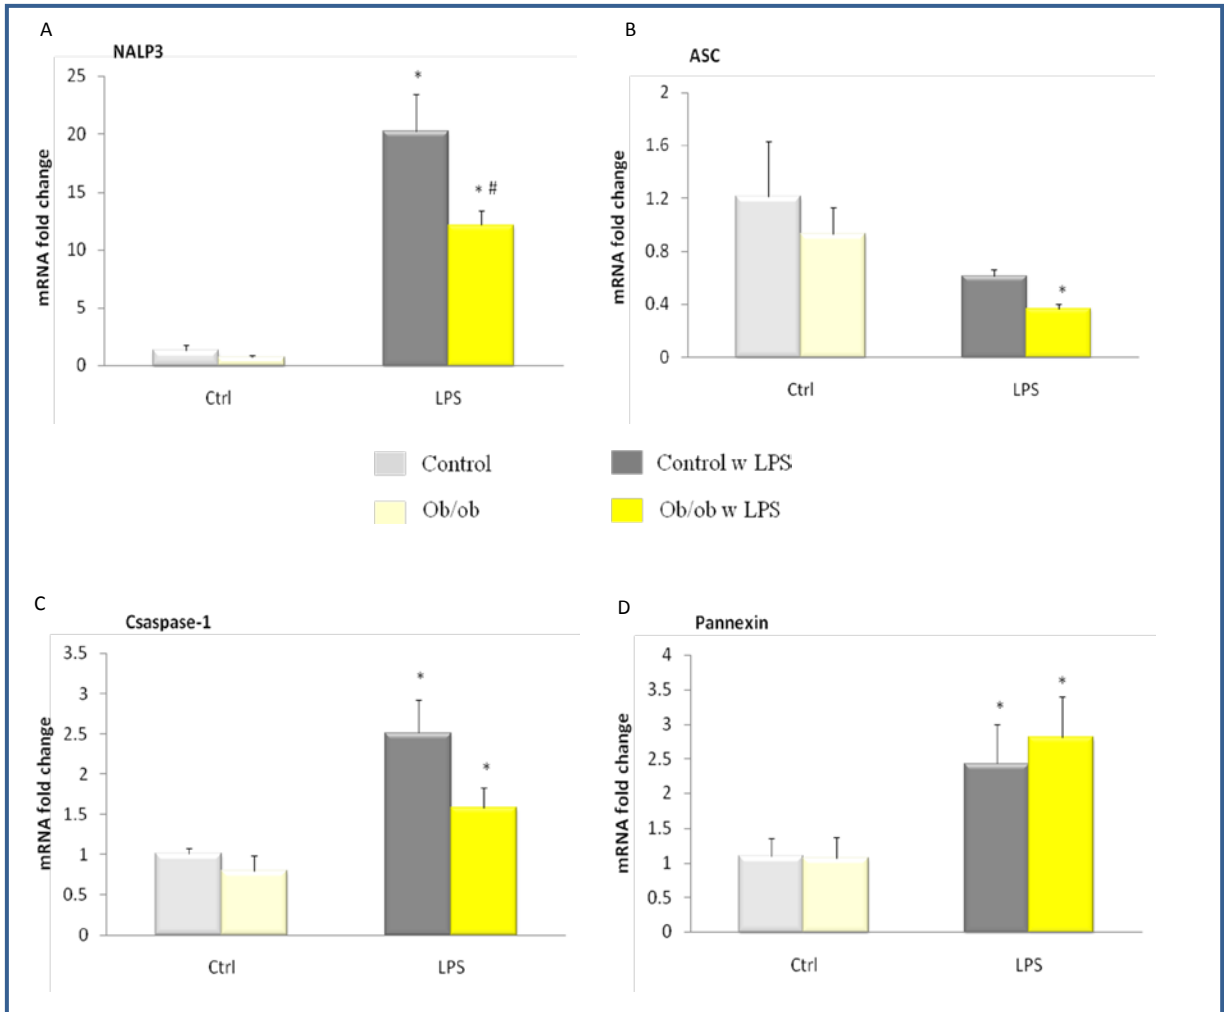 A
NALP3
mRNA fold change
25
20
15
10
5
0
*
* #
Ctrl
LPS
B
ASC
mRNA fold change
2
1.6
1.2
0.8
0.4
0
*
Ctrl
LPS
Control
Control w LPS
Ob/ob
Ob/ob w LPS
C
Csaspase-1
mRNA fold change
3.5
3
2.5
2
1.5
1
0.5
0
*
*
Ctrl
LPS
D
Pannexin
mRNA fold change
4
3.5
3
2.5
2
1.5
1
0.5
0
*
*
Ctrl
LPS